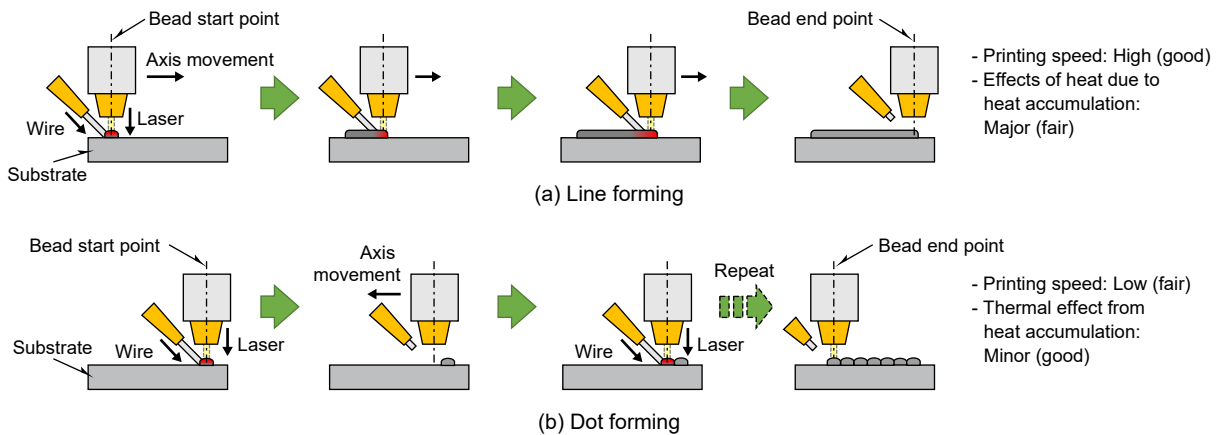 Bead start point
Axis movement
Laser
Wire
Substrate
Bead end point
- Printing speed: High (good)
- Effects of heat due to
heat accumulation:
Major (fair)
(a) Line forming
Bead start point
Axis
movement
Repeat
Bead end point
Substrate
Wire
Laser
Wire
Laser
- Printing speed: Low (fair)
- Thermal effect from
heat accumulation:
Minor (good)
(b) Dot forming